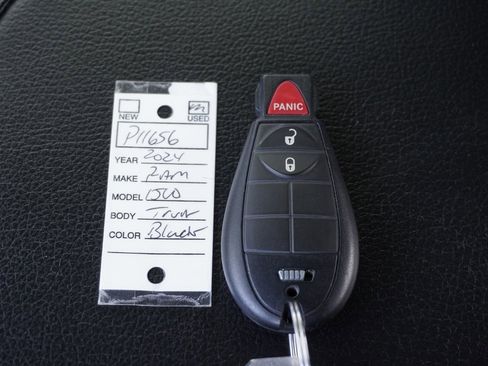 NEW USED
P11656
YEAR 2024
MAKE RAM
MODEL 1500
BODY Truck
COLOR Black
PANIC